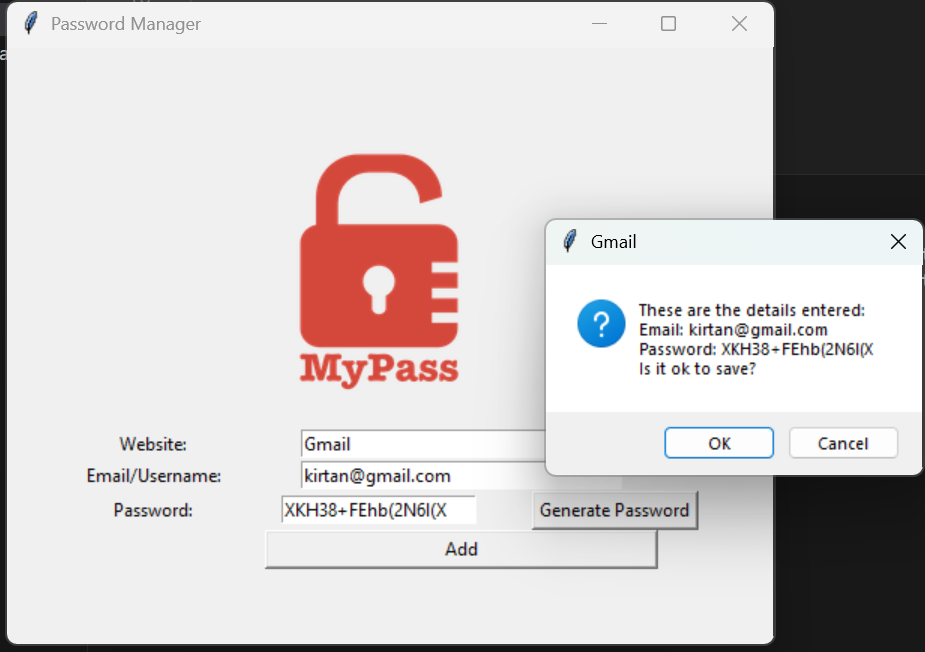 Password Manager
MyPass
Website:
Gmail
Email/Username:
kirtan@gmail.com
Password:
XKH38+FEhb(2N6I(X
Generate Password
Add
Gmail
These are the details entered:
Email: kirtan@gmail.com
Password: XKH38+FEhb(2N6I(X
Is it ok to save?
OK
Cancel